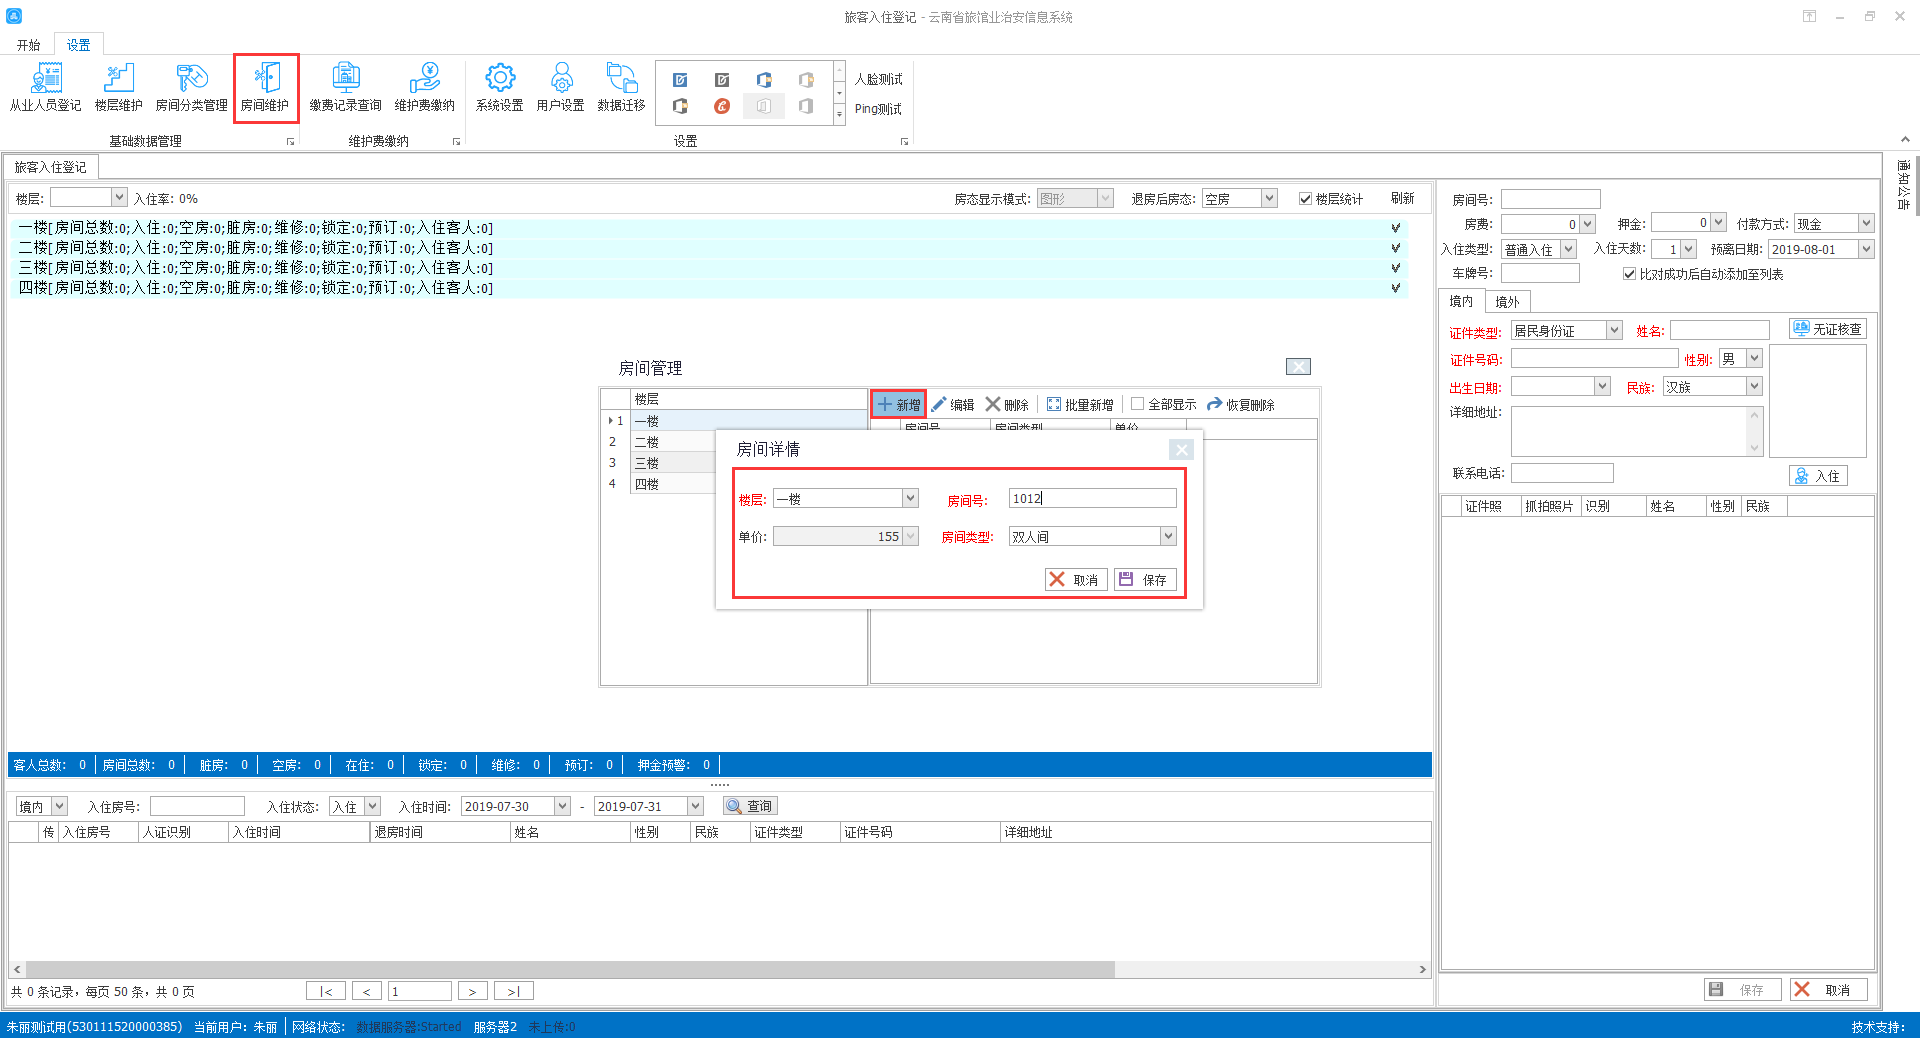 旅客入住登记 - 云南省旅馆业治安信息系统
开始 设置
从业人员登记 楼层维护 房间分类管理 房间维护 缴费记录查询 维护费缴纳 系统设置 用户设置 数据迁移 人脸测试
Ping测试
基础数据管理 维护费缴纳 设置
旅客入住登记
通知公告
楼层: 入住率: 0% 房态显示模式: 图形 退房后房态: 空房 楼层统计 刷新
一楼[房间总数:0;入住:0;空房:0;脏房:0;维修:0;锁定:0;预订:0;入住客人:0]
二楼[房间总数:0;入住:0;空房:0;脏房:0;维修:0;锁定:0;预订:0;入住客人:0]
三楼[房间总数:0;入住:0;空房:0;脏房:0;维修:0;锁定:0;预订:0;入住客人:0]
四楼[房间总数:0;入住:0;空房:0;脏房:0;维修:0;锁定:0;预订:0;入住客人:0]
房间管理
楼层
1 一楼
2 二楼
3 三楼
4 四楼
新增 编辑 删除 批量新增 全部显示 恢复删除
房间号 房间类型 单价
房间详情
楼层: 一楼 房间号: 1012
单价: 155 房间类型: 双人间
取消 保存
房间号:
房费: 0 押金: 0 付款方式: 现金
入住类型: 普通入住 入住天数: 1 预离日期: 2019-08-01
车牌号: 比对成功后自动添加至列表
境内 境外
证件类型: 居民身份证 姓名: 无证核查
证件号码: 性别: 男
出生日期: 民族: 汉族
详细地址:
联系电话: 入住
证件照 抓拍照片 识别 姓名 性别 民族
保存 取消
客人总数: 0 房间总数: 0 脏房: 0 空房: 0 在住: 0 锁定: 0 维修: 0 预订: 0 押金预警: 0
境内 入住房号: 入住状态: 入住 入住时间: 2019-07-30 - 2019-07-31 查询
传 入住房号 人证识别 入住时间 退房时间 姓名 性别 民族 证件类型 证件号码 详细地址
共 0 条记录，每页 50 条，共 0 页 |< < 1 > >|
朱丽测试用(530111520000385) 当前用户: 朱丽 网络状态: 数据服务器:Started 服务器2 未上传:0 技术支持: